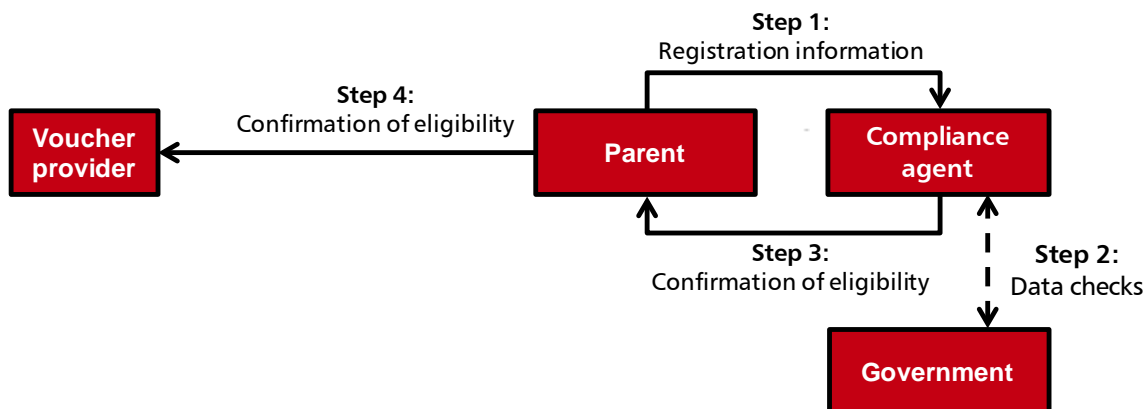 Step 1:
Registration information
Step 4:
Confirmation of eligibility
Voucher
provider
Parent
Compliance
agent
Step 3:
Confirmation of eligibility
Step 2:
Data checks
Government